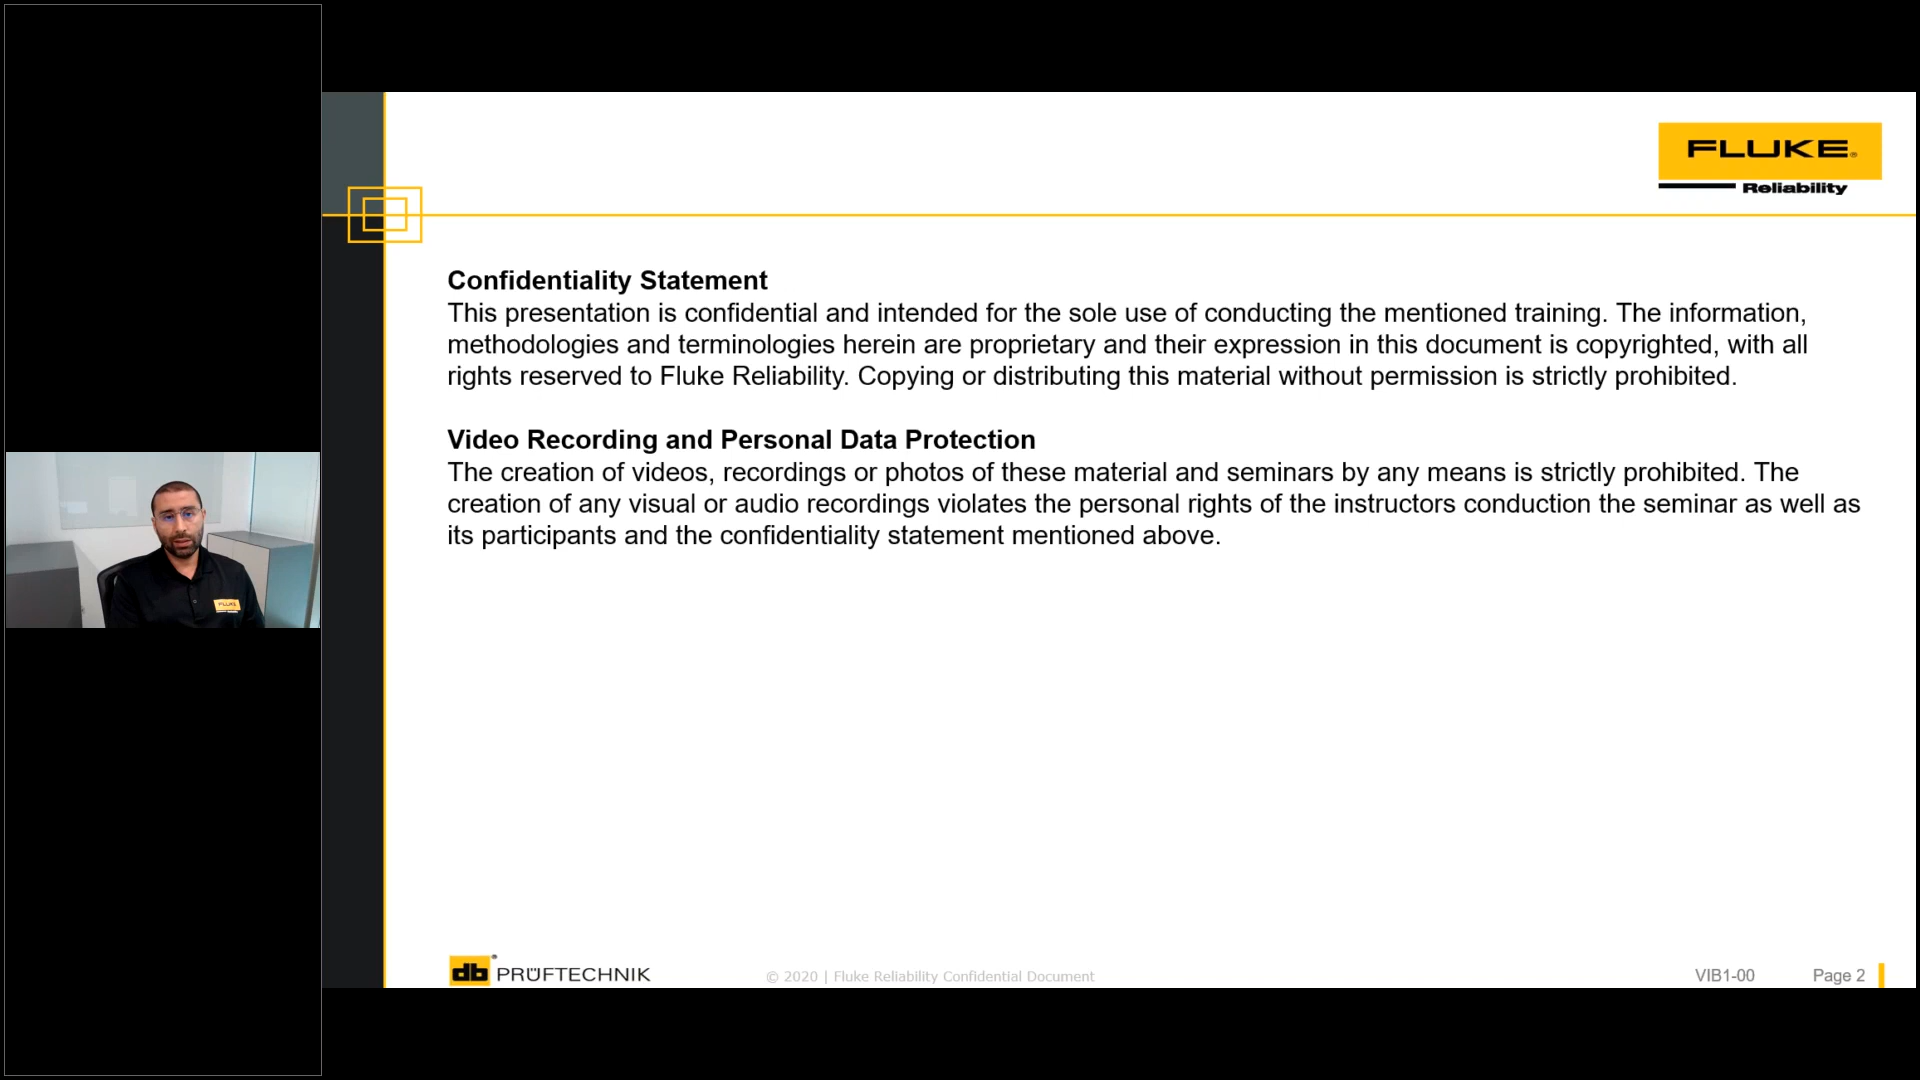 FLUKE®
Reliability
Confidentiality Statement
This presentation is confidential and intended for the sole use of conducting the mentioned training. The information,
methodologies and terminologies herein are proprietary and their expression in this document is copyrighted, with all
rights reserved to Fluke Reliability. Copying or distributing this material without permission is strictly prohibited.
Video Recording and Personal Data Protection
The creation of videos, recordings or photos of these material and seminars by any means is strictly prohibited. The
creation of any visual or audio recordings violates the personal rights of the instructors conduction the seminar as well as
its participants and the confidentiality statement mentioned above.
FLUKE
db® PRÜFTECHNIK
© 2020 | Fluke Reliability Confidential Document
VIB1-00
Page 2